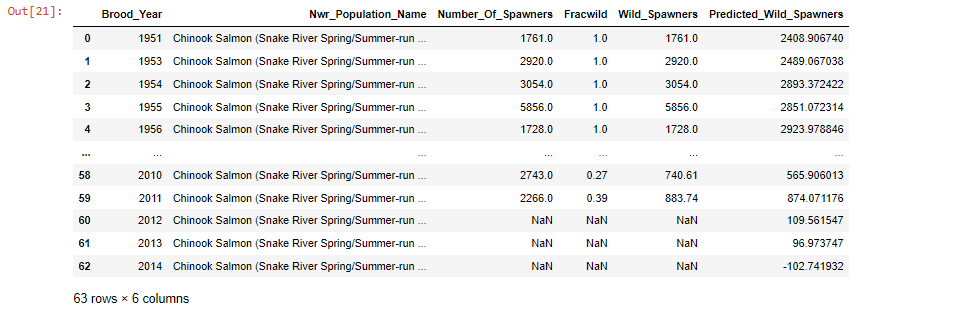 Out[21]:
Brood_Year Nwr_Population_Name Number_Of_Spawners Fracwild Wild_Spawners Predicted_Wild_Spawners
0 1951 Chinook Salmon (Snake River Spring/Summer-run ... 1761.0 1.0 1761.0 2408.906740
1 1953 Chinook Salmon (Snake River Spring/Summer-run ... 2920.0 1.0 2920.0 2489.067038
2 1954 Chinook Salmon (Snake River Spring/Summer-run ... 3054.0 1.0 3054.0 2893.372422
3 1955 Chinook Salmon (Snake River Spring/Summer-run ... 5856.0 1.0 5856.0 2851.072314
4 1956 Chinook Salmon (Snake River Spring/Summer-run ... 1728.0 1.0 1728.0 2923.978846
... ... ... ... ... ... ...
58 2010 Chinook Salmon (Snake River Spring/Summer-run ... 2743.0 0.27 740.61 565.906013
59 2011 Chinook Salmon (Snake River Spring/Summer-run ... 2266.0 0.39 883.74 874.071176
60 2012 Chinook Salmon (Snake River Spring/Summer-run ... NaN NaN NaN 109.561547
61 2013 Chinook Salmon (Snake River Spring/Summer-run ... NaN NaN NaN 96.973747
62 2014 Chinook Salmon (Snake River Spring/Summer-run ... NaN NaN NaN -102.741932
63 rows × 6 columns